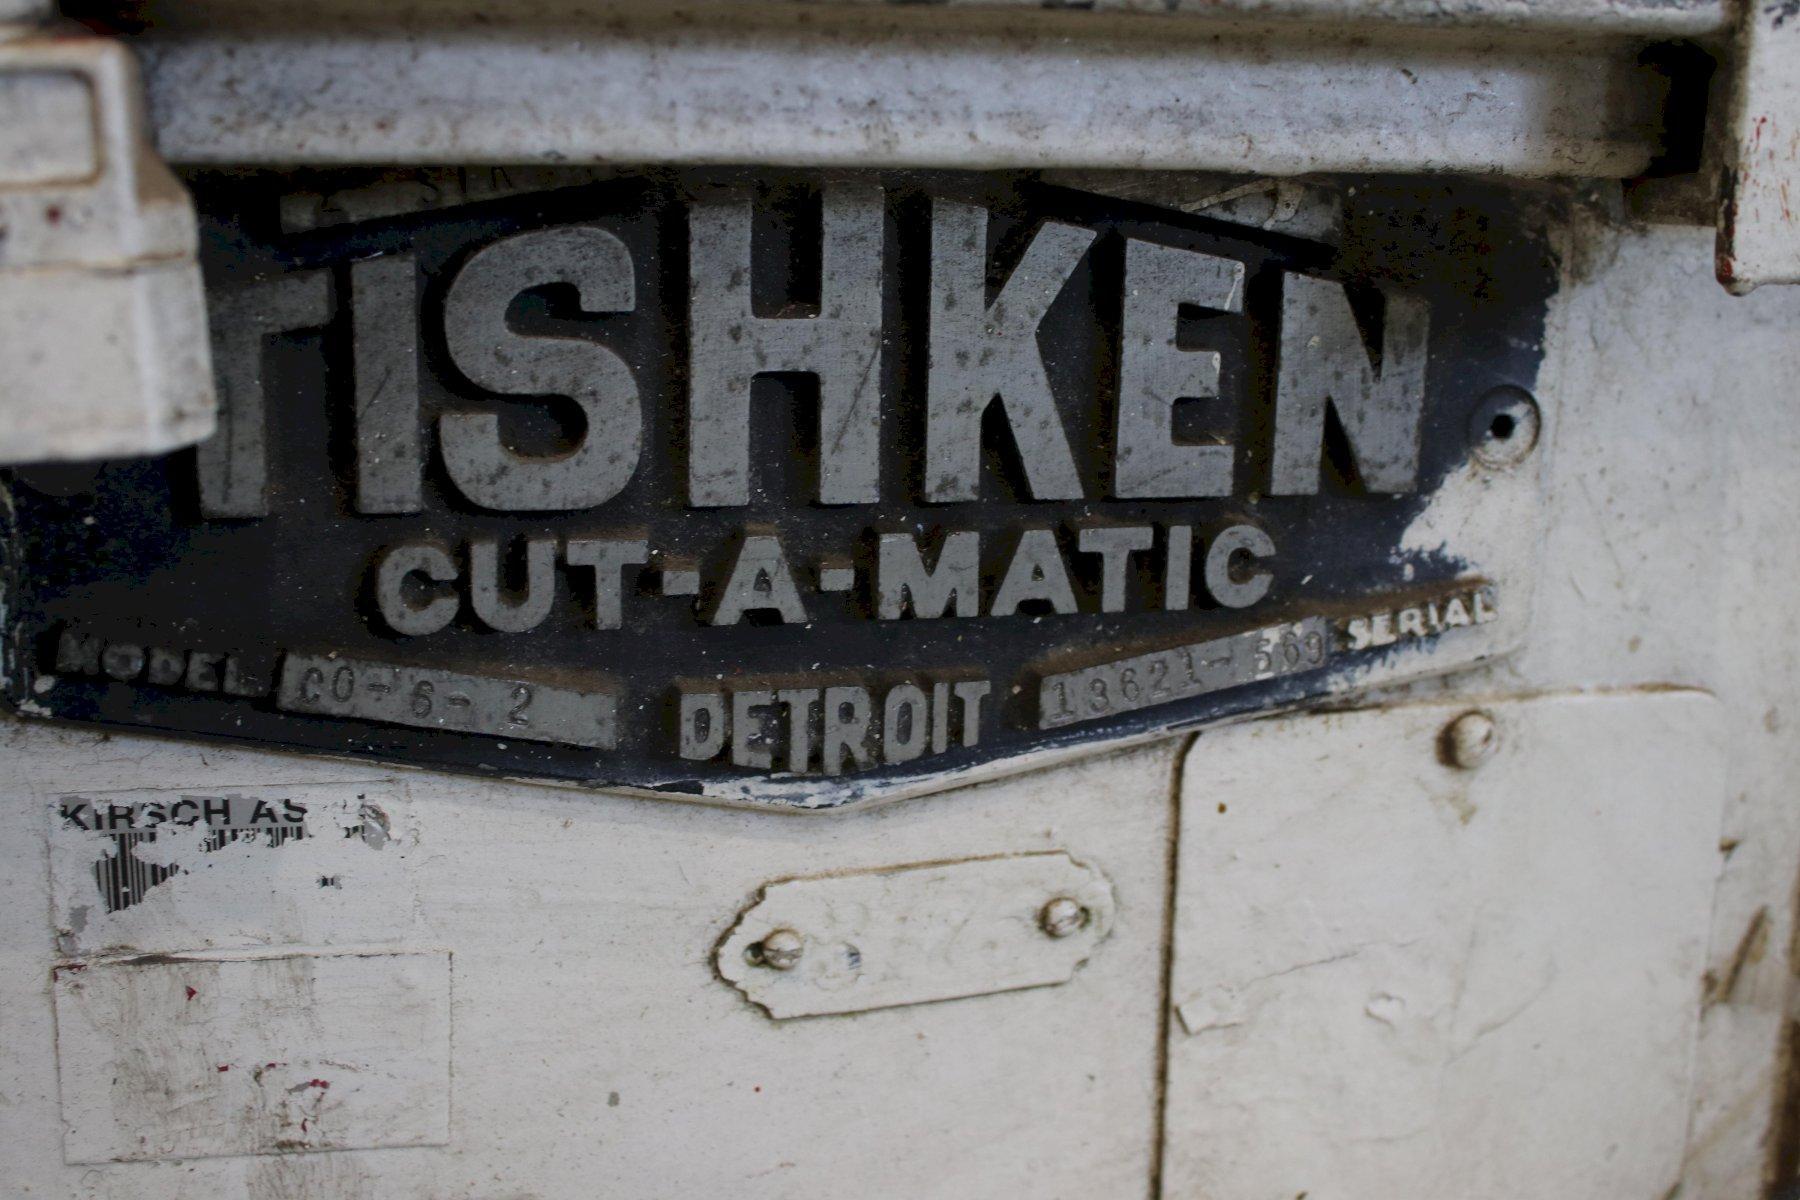 TISHKEN
CUT-A-MATIC
MODEL CO-6-2
DETROIT
13621-569 SERIAL
KIRSCH AS